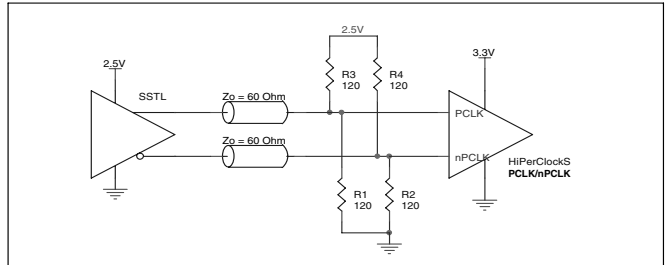 2.5V
SSTL
Zo = 60 Ohm
Zo = 60 Ohm
2.5V
R3
120
R4
120
3.3V
PCLK
nPCLK
HiPerClockS
PCLK/nPCLK
R1
120
R2
120